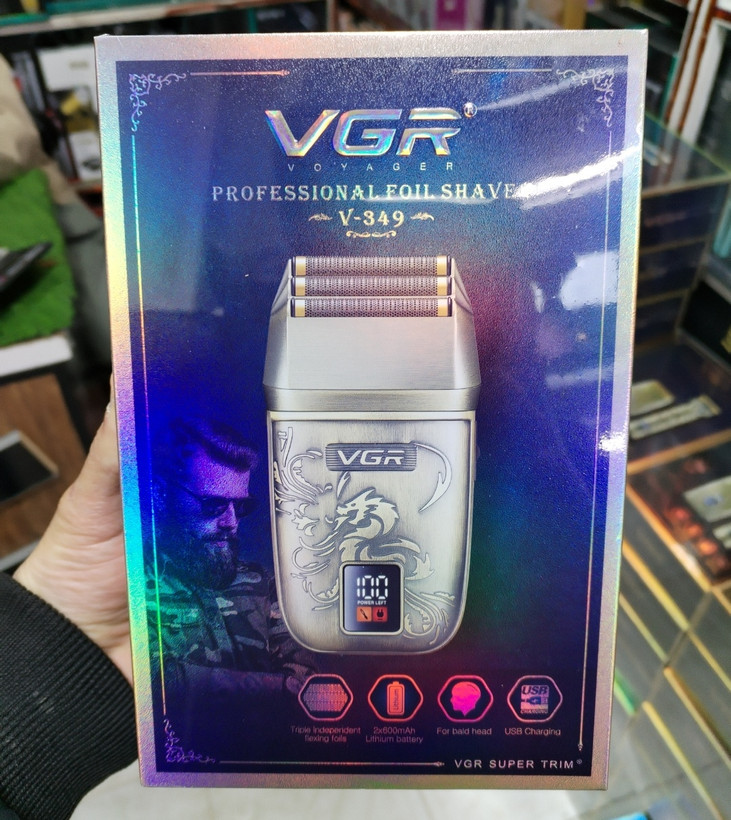 VGR®
VOYAGER
PROFESSIONAL FOIL SHAVE
V-349
VGR
100
POWER LEFT
Triple Independent
flexing foils
2x600mAh
Lithium battery
For bald head
USB
CHARGING
USB Charging
VGR SUPER TRIM®